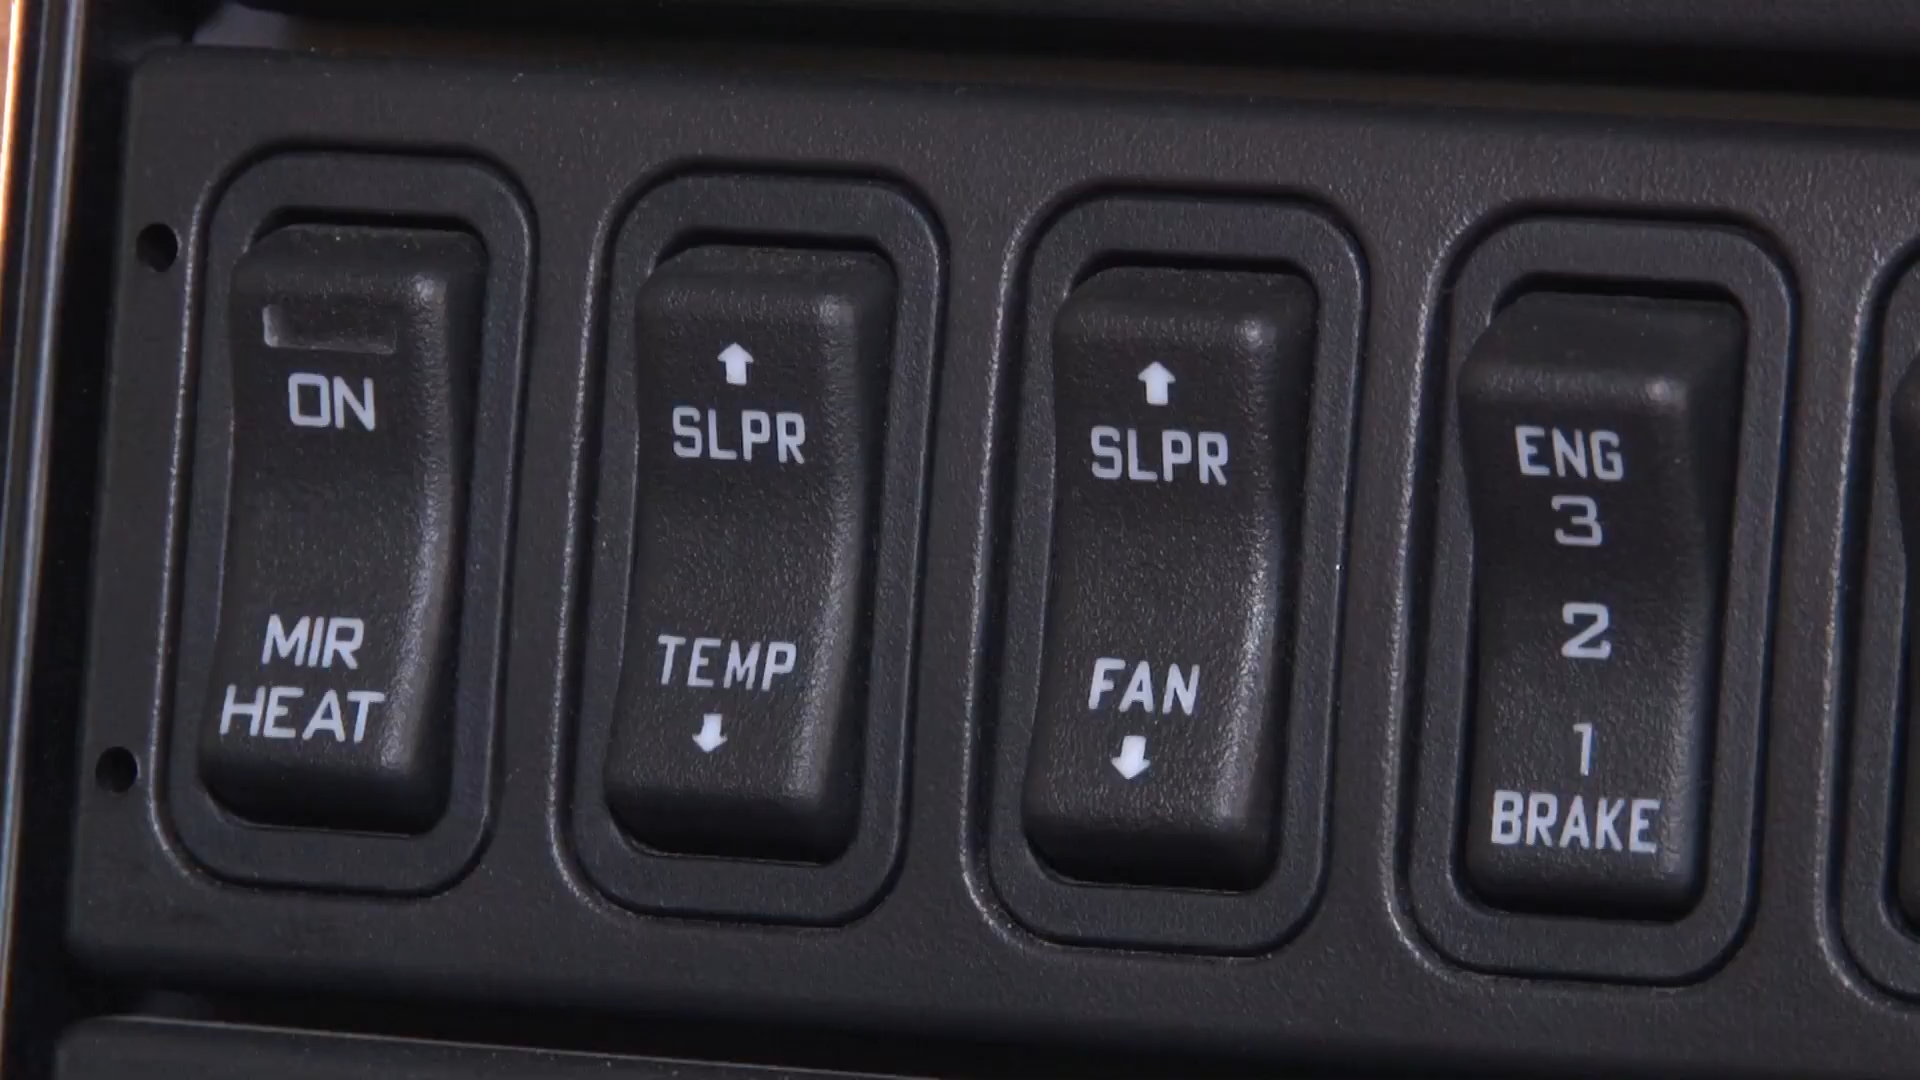 ON
MIR
HEAT
SLPR
TEMP
SLPR
FAN
ENG
3
2
1
BRAKE